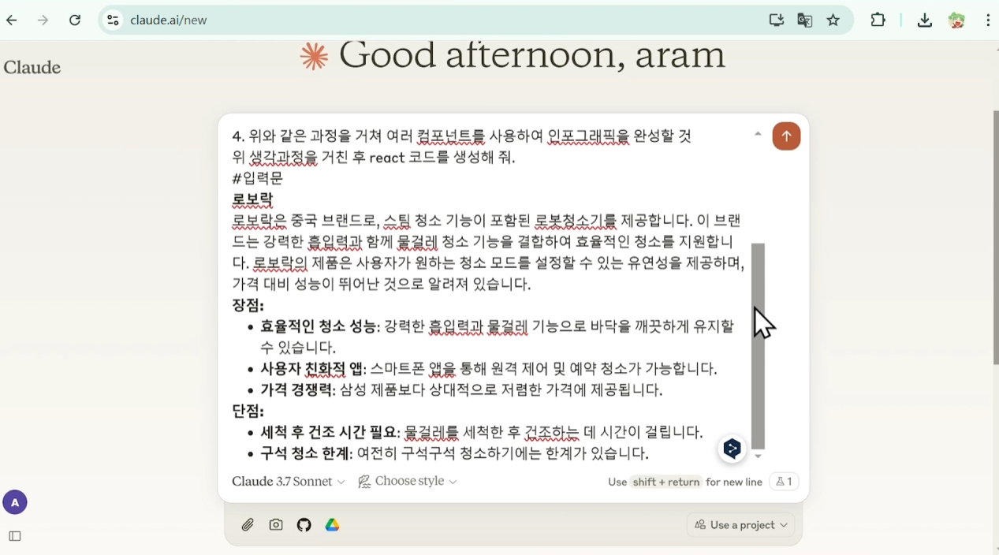 claude.ai/new
Claude
Good afternoon, aram
4. 위와 같은 과정을 거쳐 여러 컴포넌트를 사용하여 인포그래픽을 완성할 것
위 생각과정을 거친 후 react 코드를 생성해 줘.
#입력문
로보락
로보락은 중국 브랜드로, 스팀 청소 기능이 포함된 로봇청소기를 제공합니다. 이 브랜
드는 강력한 흡입력과 함께 물걸레 청소 기능을 결합하여 효율적인 청소를 지원합니
다. 로보락의 제품은 사용자가 원하는 청소 모드를 설정할 수 있는 유연성을 제공하며,
가격 대비 성능이 뛰어난 것으로 알려져 있습니다.
장점:
• 효율적인 청소 성능: 강력한 흡입력과 물걸레 기능으로 바닥을 깨끗하게 유지할
수 있습니다.
• 사용자 친화적 앱: 스마트폰 앱을 통해 원격 제어 및 예약 청소가 가능합니다.
• 가격 경쟁력: 삼성 제품보다 상대적으로 저렴한 가격에 제공됩니다.
단점:
• 세척 후 건조 시간 필요: 물걸레를 세척한 후 건조하는 데 시간이 걸립니다.
• 구석 청소 한계: 여전히 구석구석 청소하기에는 한계가 있습니다.
Claude 3.7 Sonnet Choose style Use shift + return for new line 1
A
Use a project